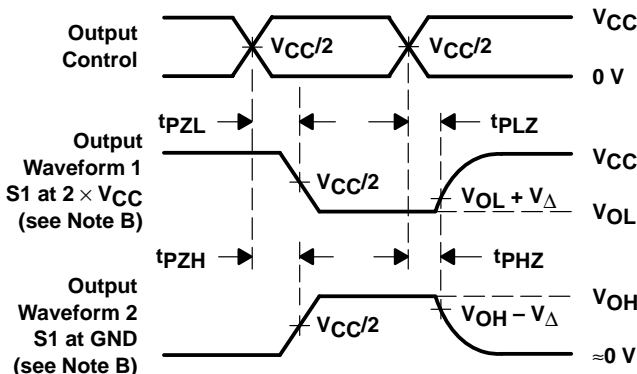 Output
Control
VCC/2
VCC/2
VCC
0 V
tPZL
tPLZ
Output
Waveform 1
S1 at 2 × VCC
(see Note B)
VCC/2
VCC
VOL + VΔ
VOL
tPZH
tPHZ
Output
Waveform 2
S1 at GND
(see Note B)
VCC/2
VOH
VOH − VΔ
≈0 V